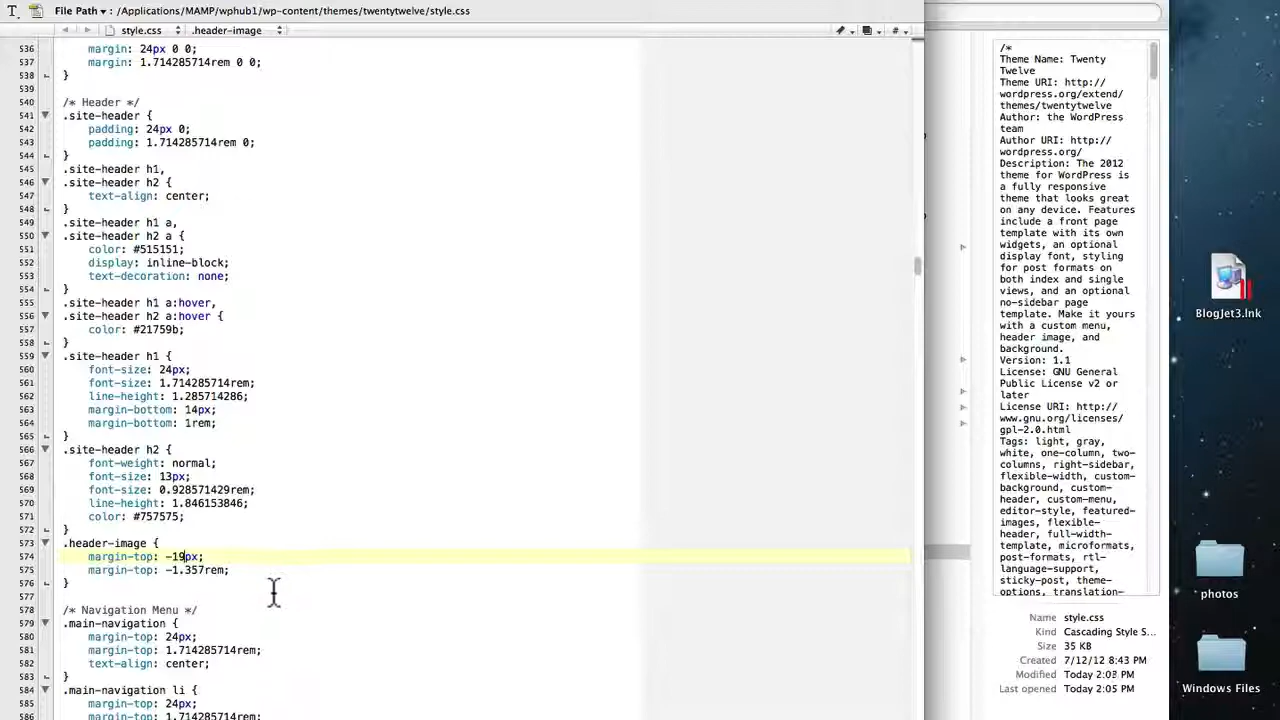 File Path ▾ : /Applications/MAMP/wphub1/wp-content/themes/twentytwelve/style.css
style.css .header-image
536 margin: 24px 0 0;
537 margin: 1.714285714rem 0 0;
538 }
539
540 /* Header */
541 .site-header {
542 padding: 24px 0;
543 padding: 1.714285714rem 0;
544 }
545 .site-header h1,
546 .site-header h2 {
547 text-align: center;
548 }
549 .site-header h1 a,
550 .site-header h2 a {
551 color: #515151;
552 display: inline-block;
553 text-decoration: none;
554 }
555 .site-header h1 a:hover,
556 .site-header h2 a:hover {
557 color: #21759b;
558 }
559 .site-header h1 {
560 font-size: 24px;
561 font-size: 1.714285714rem;
562 line-height: 1.285714286;
563 margin-bottom: 14px;
564 margin-bottom: 1rem;
565 }
566 .site-header h2 {
567 font-weight: normal;
568 font-size: 13px;
569 font-size: 0.928571429rem;
570 line-height: 1.846153846;
571 color: #757575;
572 }
573 .header-image {
574 margin-top: -19px;
575 margin-top: -1.357rem;
576 }
577
578 /* Navigation Menu */
579 .main-navigation {
580 margin-top: 24px;
581 margin-top: 1.714285714rem;
582 text-align: center;
583 }
584 .main-navigation li {
585 margin-top: 24px;
586 margin-top: 1.714285714rem;
/*
Theme Name: Twenty
Twelve
Theme URI: http://
wordpress.org/extend/
themes/twentytwelve
Author: the WordPress
team
Author URI: http://
wordpress.org/
Description: The 2012
theme for WordPress is
a fully responsive
theme that looks great
on any device. Features
include a front page
template with its own
widgets, an optional
display font, styling
for post formats on
both index and single
views, and an optional
no-sidebar page
template. Make it yours
with a custom menu,
header image, and
background.
Version: 1.1
License: GNU General
Public License v2 or
later
License URI: http://
www.gnu.org/licenses/
gpl-2.0.html
Tags: light, gray,
white, one-column, two-
columns, right-sidebar,
flexible-width, custom-
background, custom-
header, custom-menu,
editor-style, featured-
images, flexible-
header, full-width-
template, microformats,
post-formats, rtl-
language-support,
sticky-post, theme-
options, translation-
Name style.css
Kind Cascading Style S...
Size 35 KB
Created 7/12/12 8:43 PM
Modified Today 2:03 PM
Last opened Today 2:05 PM
BlogJet3.lnk
photos
Windows Files